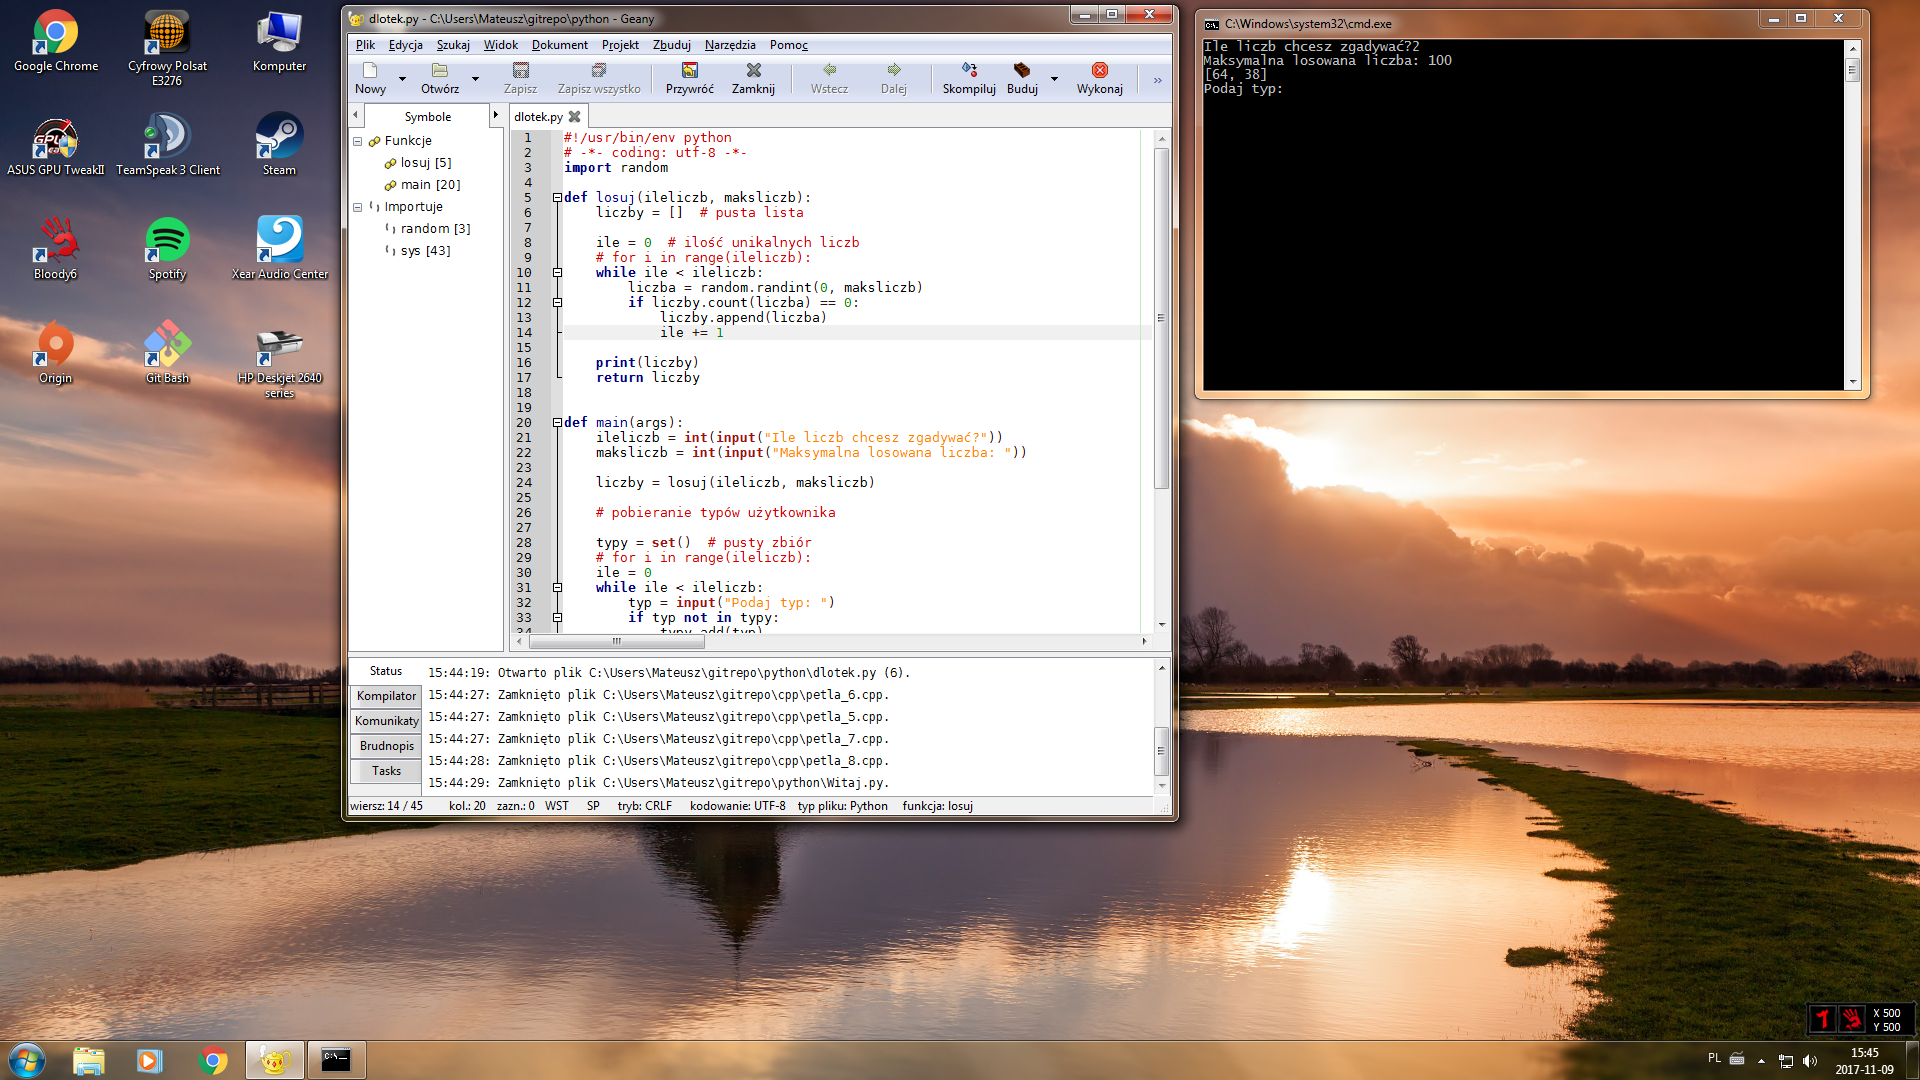 Google Chrome
Cyfrowy Polsat
E3276
Komputer
ASUS GPU TweakII
TeamSpeak 3 Client
Steam
Bloody6
Spotify
Xear Audio Center
Origin
Git Bash
HP Deskjet 2640
series
dlotek.py - C:\Users\Mateusz\gitrepo\python - Geany
Plik Edycja Szukaj Widok Dokument Projekt Zbuduj Narzędzia Pomoc
Nowy Otwórz Zapisz Zapisz wszystko Przywróć Zamknij Wstecz Dalej Skompiluj Buduj Wykonaj
Symbole
Funkcje
losuj [5]
main [20]
Importuje
random [3]
sys [43]
dlotek.py
1 #!/usr/bin/env python
2 # -*- coding: utf-8 -*-
3 import random
4
5 def losuj(ileliczb, maksliczb):
6 liczby = [] # pusta lista
7
8 ile = 0 # ilość unikalnych liczb
9 # for i in range(ileliczb):
10 while ile < ileliczb:
11 liczba = random.randint(0, maksliczb)
12 if liczby.count(liczba) == 0:
13 liczby.append(liczba)
14 ile += 1
15
16 print(liczby)
17 return liczby
18
19
20 def main(args):
21 ileliczb = int(input("Ile liczb chcesz zgadywać?"))
22 maksliczb = int(input("Maksymalna losowana liczba: "))
23
24 liczby = losuj(ileliczb, maksliczb)
25
26 # pobieranie typów użytkownika
27
28 typy = set() # pusty zbiór
29 # for i in range(ileliczb):
30 ile = 0
31 while ile < ileliczb:
32 typ = input("Podaj typ: ")
33 if typ not in typy:
34 typy.add(typ)
Status
Kompilator
Komunikaty
Brudnopis
Tasks
15:44:19: Otwarto plik C:\Users\Mateusz\gitrepo\python\dlotek.py (6).
15:44:27: Zamknięto plik C:\Users\Mateusz\gitrepo\cpp\petla_6.cpp.
15:44:27: Zamknięto plik C:\Users\Mateusz\gitrepo\cpp\petla_5.cpp.
15:44:27: Zamknięto plik C:\Users\Mateusz\gitrepo\cpp\petla_7.cpp.
15:44:28: Zamknięto plik C:\Users\Mateusz\gitrepo\cpp\petla_8.cpp.
15:44:29: Zamknięto plik C:\Users\Mateusz\gitrepo\python\Witaj.py.
wiersz: 14 / 45 kol.: 20 zazn.: 0 WST SP tryb: CRLF kodowanie: UTF-8 typ pliku: Python funkcja: losuj
C:\Windows\system32\cmd.exe
Ile liczb chcesz zgadywać?2
Maksymalna losowana liczba: 100
[64, 38]
Podaj typ:
X 500
Y 500
PL
15:45
2017-11-09